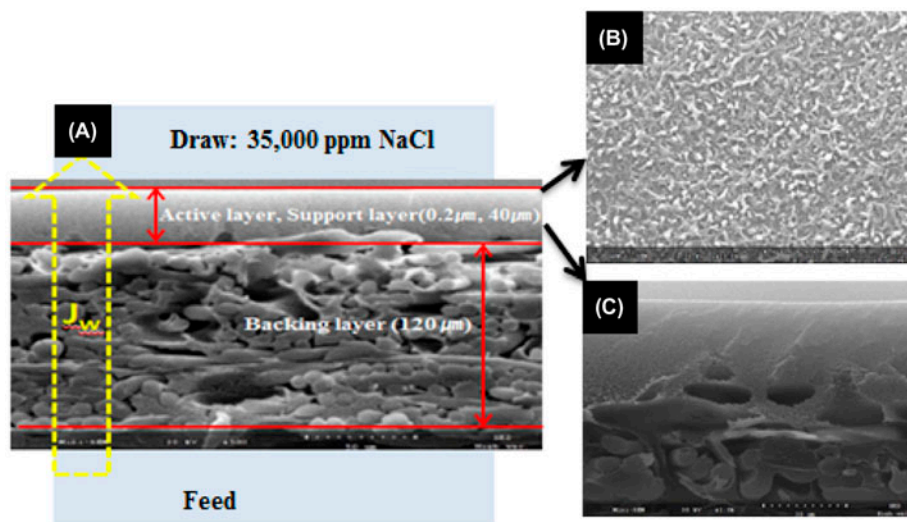 (A)
Draw: 35,000 ppm NaCl
Active layer, Support layer(0.2㎛, 40㎛)
Backing layer (120㎛)
Jw
Feed
(B)
(C)